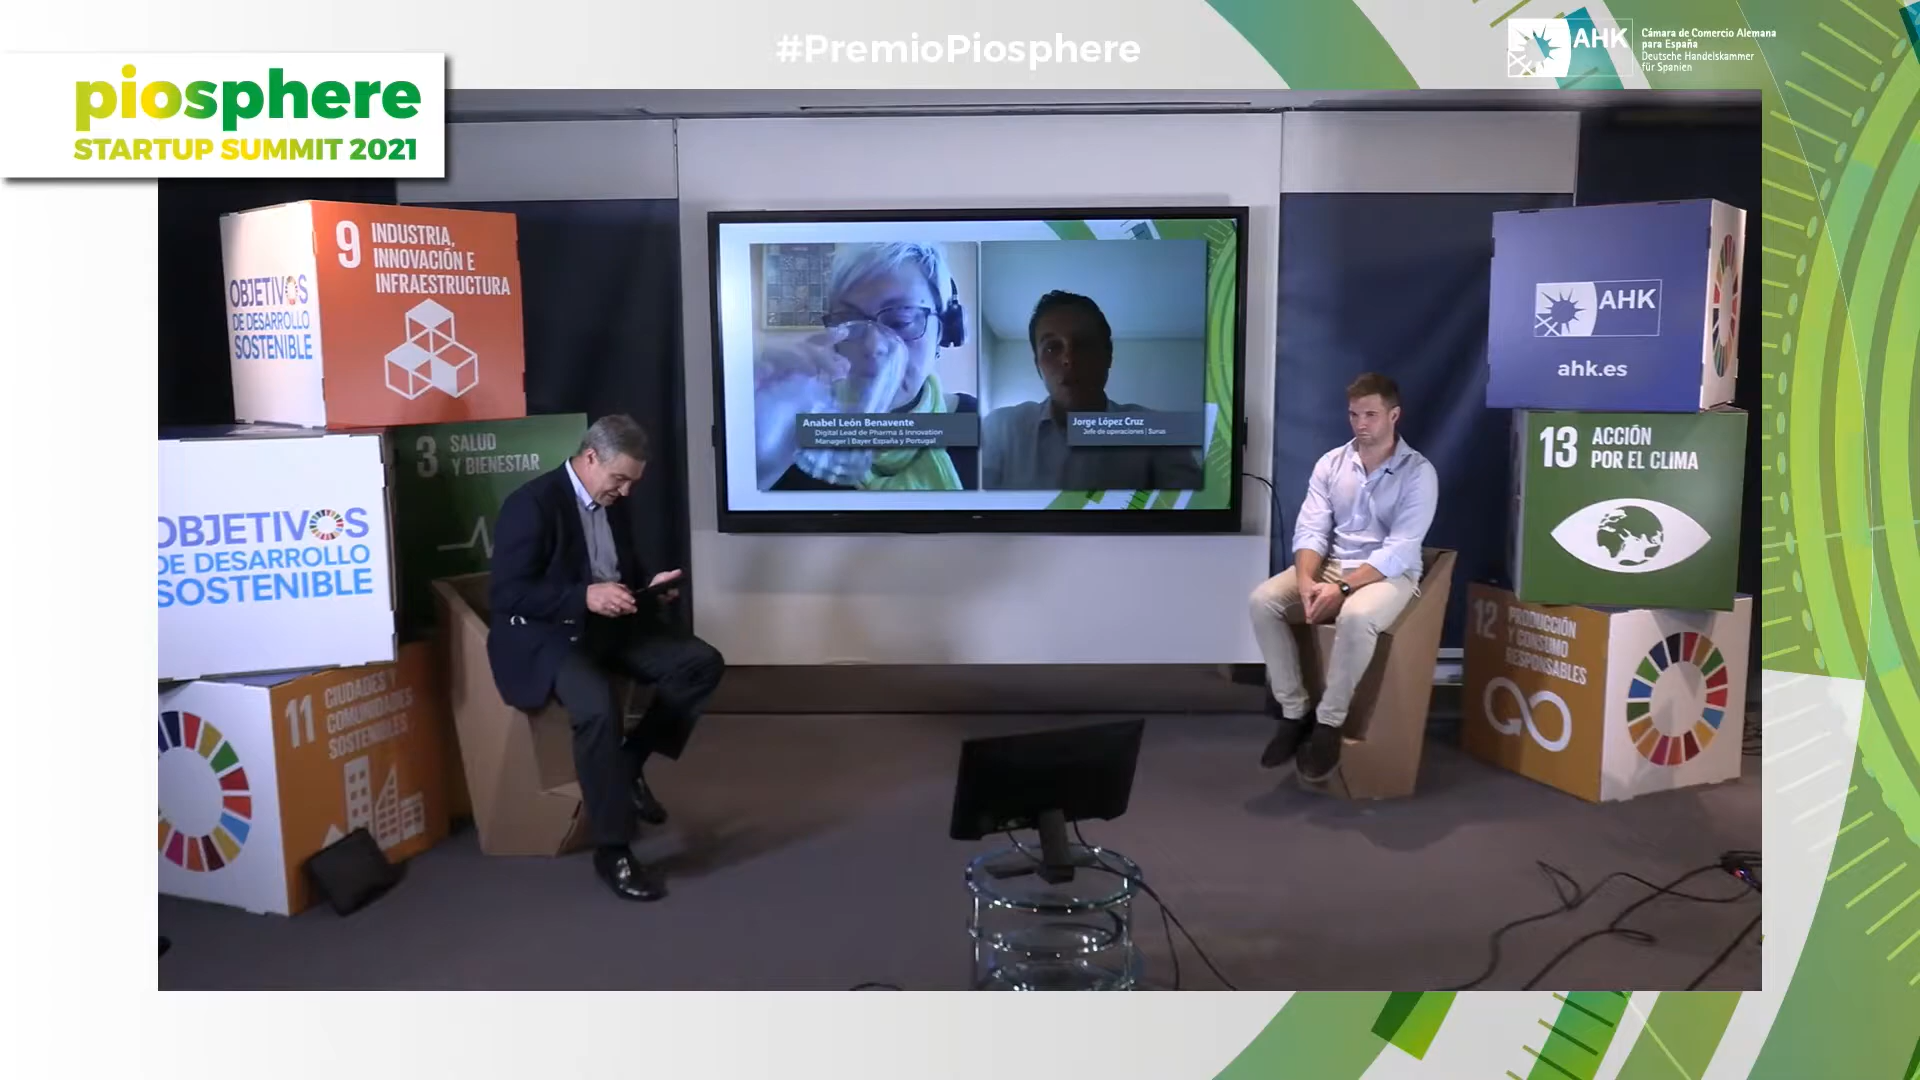 #PremioPiosphere
AHK
Cámara de Comercio Alemana
para España
Deutsche Handelskammer
für Spanien
piosphere
STARTUP SUMMIT 2021
9
INDUSTRIA,
INNOVACIÓN E
INFRAESTRUCTURA
OBJETIVOS
DE DESARROLLO
SOSTENIBLE
3
SALUD
Y BIENESTAR
OBJETIVOS
DE DESARROLLO
SOSTENIBLE
11
CIUDADES Y
COMUNIDADES
SOSTENIBLES
Anabel León Benavente
Digital Lead de Pharma & Innovation
Manager | Bayer España y Portugal
Jorge López Cruz
Jefe de operaciones |
AHK
ahk.es
13
ACCIÓN
POR EL CLIMA
12
PRODUCCIÓN
Y CONSUMO
RESPONSABLES